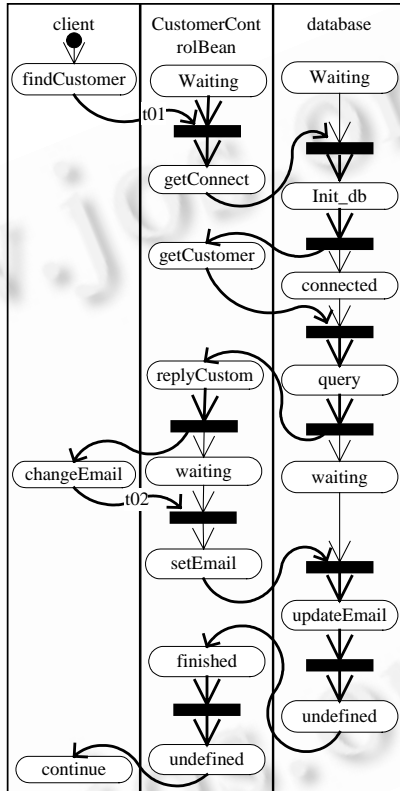 client
CustomerCont
rolBean
database
findCustomer
Waiting
Waiting
t01
getConnect
Init_db
getCustomer
connected
replyCustom
query
changeEmail
waiting
waiting
t02
setEmail
updateEmail
finished
undefined
continue
undefined